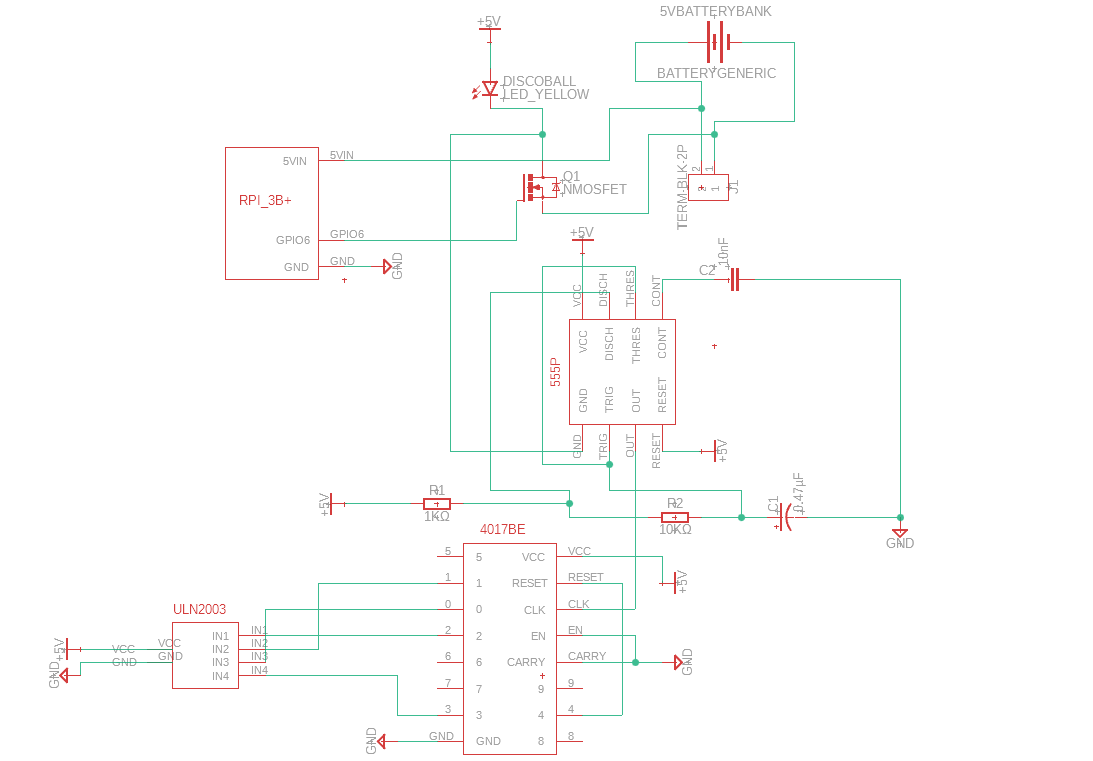 5VBATTERYBANK
+5V
BATTERYGENERIC
DISCOBALL
LED_YELLOW
5VIN
5VIN
RPI_3B+
GPIO6
GPIO6
GND
GND
GND
Q1
NMOSFET
TERM-BLK-2P
2
1
2
1
J1
+5V
C2
10nF
VCC
DISCH
THRES
CONT
VCC
DISCH
THRES
CONT
555P
GND
TRIG
OUT
RESET
GND
TRIG
OUT
RESET
+5V
+5V
R1
1KΩ
R2
10KΩ
C1
0.47µF
GND
4017BE
5
5
VCC
VCC
1
1
RESET
RESET
+5V
0
0
CLK
CLK
2
2
EN
EN
6
6
CARRY
CARRY
GND
7
7
9
9
3
3
4
4
GND
GND
GND
8
8
ULN2003
+5V
VCC
VCC
IN1
IN1
GND
GND
GND
IN2
IN2
IN3
IN3
IN4
IN4